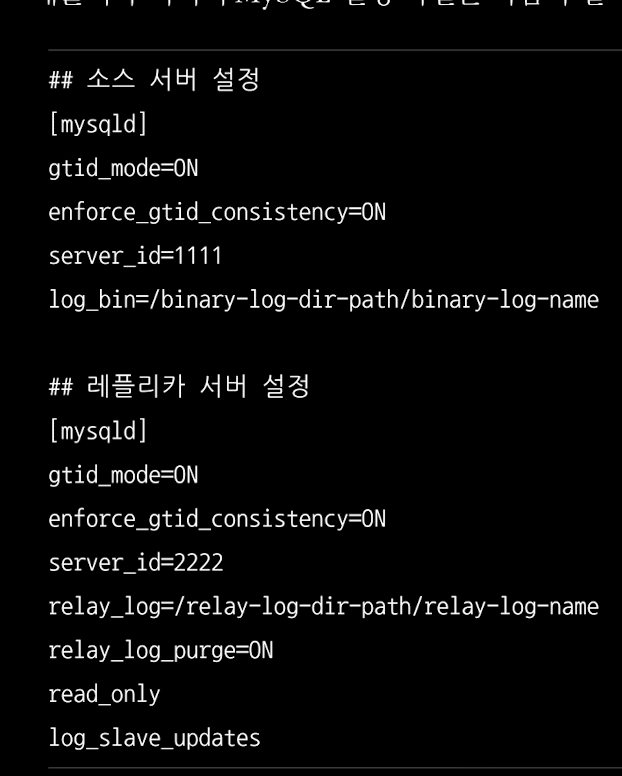 ## 소스 서버 설정
[mysqld]
gtid_mode=ON
enforce_gtid_consistency=ON
server_id=1111
log_bin=/binary-log-dir-path/binary-log-name
## 레플리카 서버 설정
[mysqld]
gtid_mode=ON
enforce_gtid_consistency=ON
server_id=2222
relay_log=/relay-log-dir-path/relay-log-name
relay_log_purge=ON
read_only
log_slave_updates